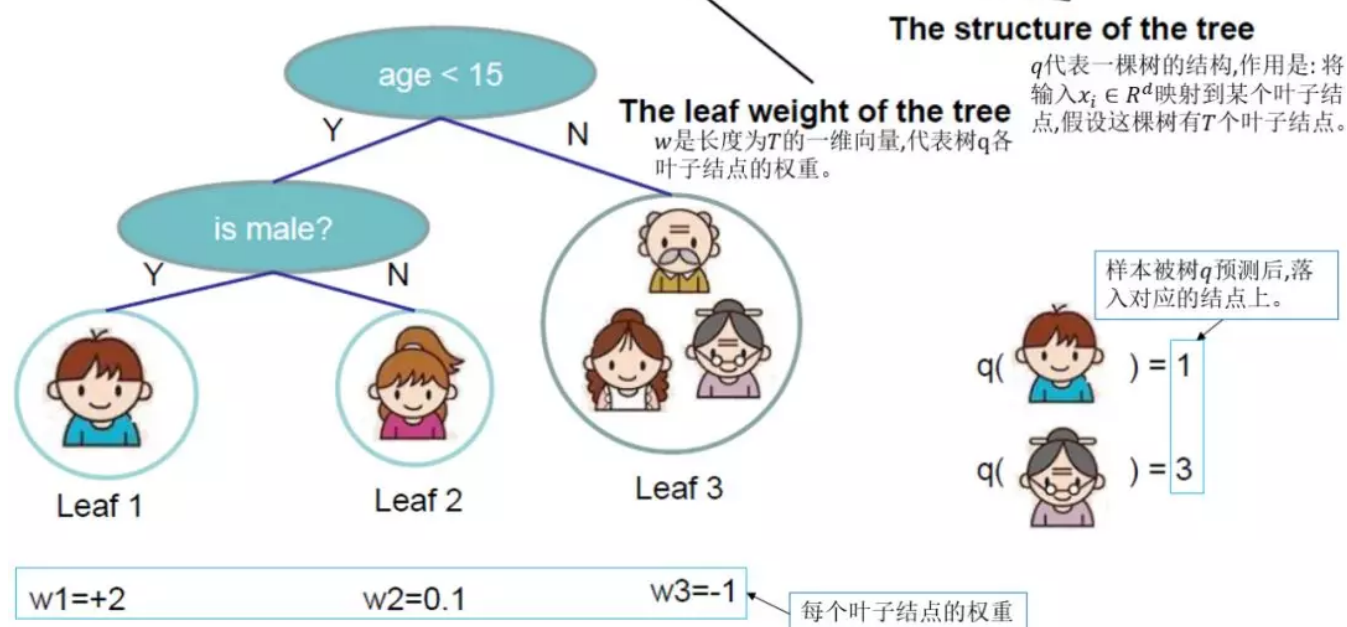 The structure of the tree
q代表一棵树的结构,作用是: 将
输入xᵢ ∈ Rᵈ映射到某个叶子结
点,假设这棵树有T个叶子结点。
age < 15
The leaf weight of the tree
w是长度为T的一维向量,代表树q各
叶子结点的权重。
Y
N
is male?
Y
N
样本被树q预测后,落
入对应的结点上。
q( ) = 1
q( ) = 3
Leaf 1
Leaf 2
Leaf 3
w1=+2
w2=0.1
w3=-1
每个叶子结点的权重